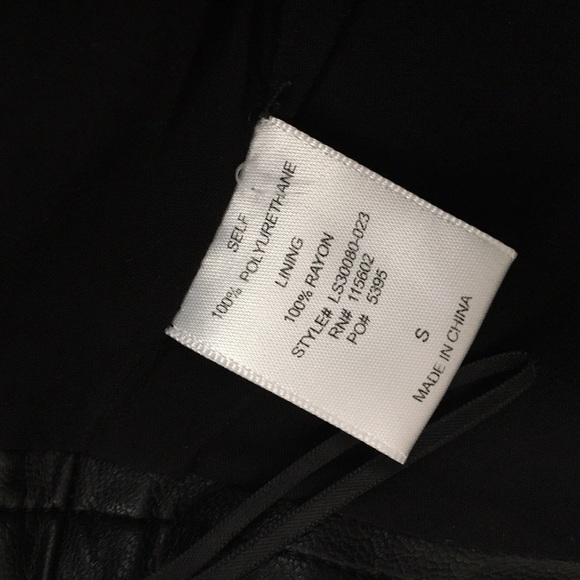 SELF
100% POLYURETHANE
LINING
100% RAYON
STYLE# LS30080-023
RN# 115602
PO# 5395
S
MADE IN CHINA